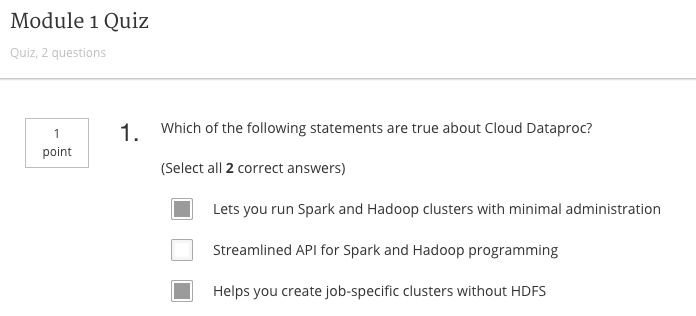 Module 1 Quiz
Quiz, 2 questions
1
point
1.
Which of the following statements are true about Cloud Dataproc?
(Select all 2 correct answers)
Lets you run Spark and Hadoop clusters with minimal administration
Streamlined API for Spark and Hadoop programming
Helps you create job-specific clusters without HDFS